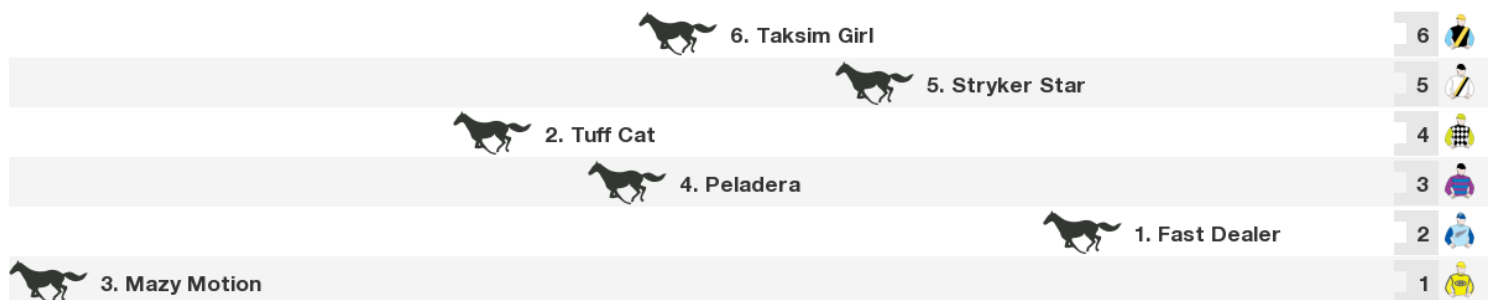 6. Taksim Girl 6
5. Stryker Star 5
2. Tuff Cat 4
4. Peladera 3
1. Fast Dealer 2
3. Mazy Motion 1